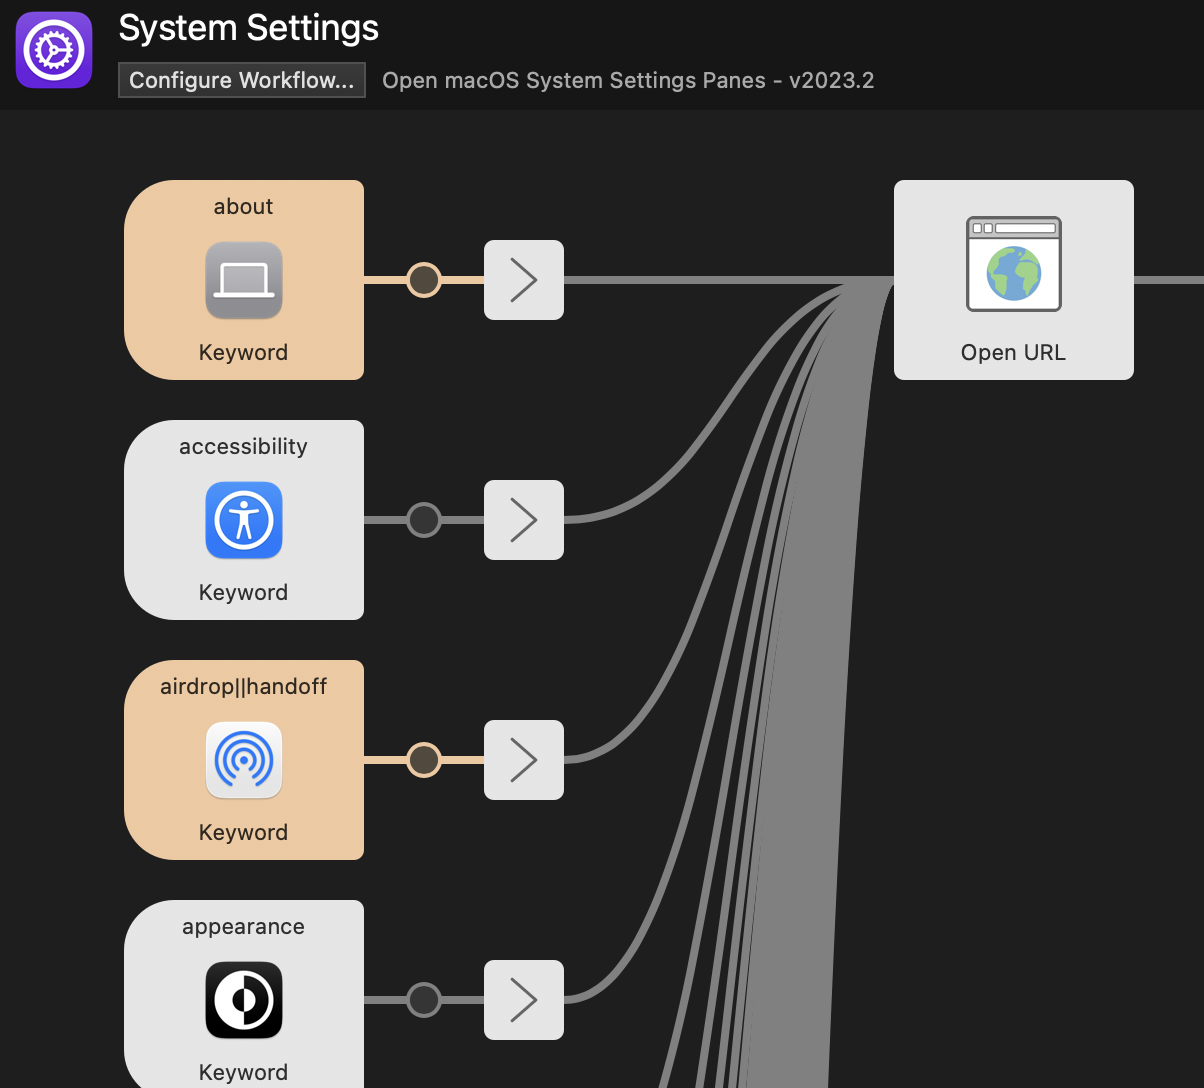 System Settings
Configure Workflow...
Open macOS System Settings Panes - v2023.2
about
Keyword
Open URL
accessibility
Keyword
airdrop||handoff
Keyword
appearance
Keyword